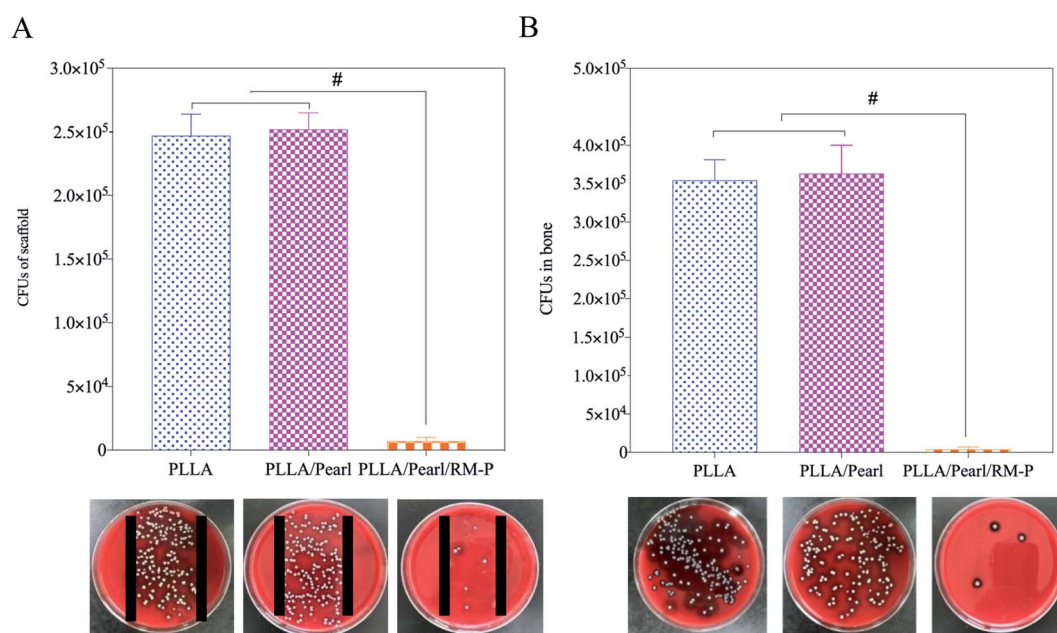 A
3.0×10⁵
2.5×10⁵
2.0×10⁵
1.5×10⁵
1.0×10⁵
5×10⁴
0
CFUs of scaffold
#
PLLA
PLLA/Pearl
PLLA/Pearl/RM-P
B
5.0×10⁵
4.0×10⁵
3.5×10⁵
3.0×10⁵
2.0×10⁵
1.5×10⁵
1.0×10⁵
5×10⁴
0
CFUs in bone
#
PLLA
PLLA/Pearl
PLLA/Pearl/RM-P